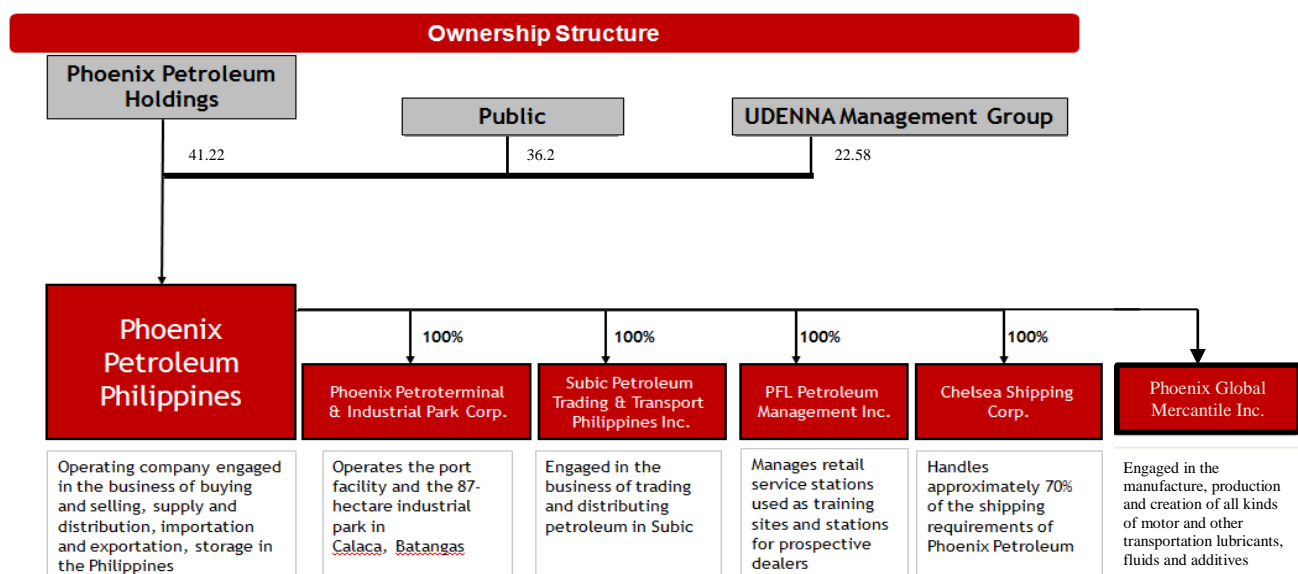 Ownership Structure
Phoenix Petroleum
Holdings
Public
UDENNA Management Group
41.22
36.2
22.58
Phoenix
Petroleum
Philippines
100%
100%
100%
100%
Phoenix Petroterminal
& Industrial Park Corp.
Subic Petroleum
Trading & Transport
Philippines Inc.
PFL Petroleum
Management Inc.
Chelsea Shipping
Corp.
Phoenix Global
Mercantile Inc.
Operating company engaged
in the business of buying
and selling, supply and
distribution, importation
and exportation, storage in
the Philippines
Operates the port
facility and the 87-
hectare industrial
park in
Calaca, Batangas
Engaged in the
business of trading
and distributing
petroleum in Subic
Manages retail
service stations
used as training
sites and stations
for prospective
dealers
Handles
approximately 70%
of the shipping
requirements of
Phoenix Petroleum
Engaged in the
manufacture, production
and creation of all kinds
of motor and other
transportation lubricants,
fluids and additives